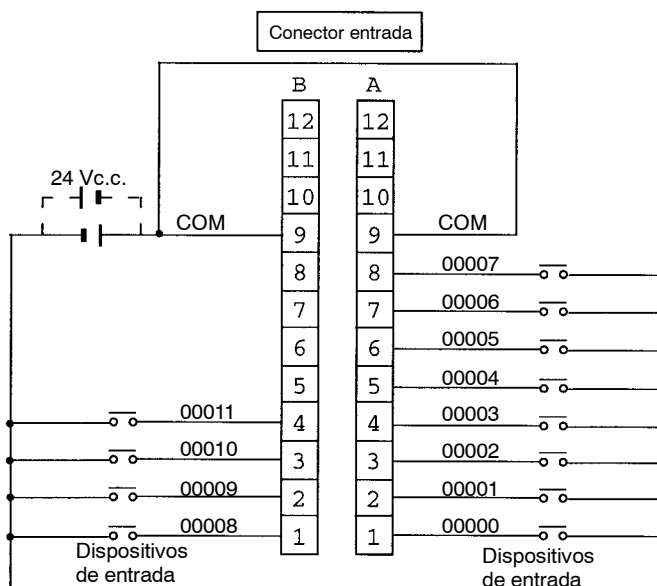 Conector entrada
B A
12 12
11 11
24 Vc.c.
10 10
COM 9 9 COM
8 8 00007
7 7 00006
6 6 00005
5 5 00004
00011 4 4 00003
00010 3 3 00002
00009 2 2 00001
00008 1 1 00000
Dispositivos
de entrada
Dispositivos
de entrada